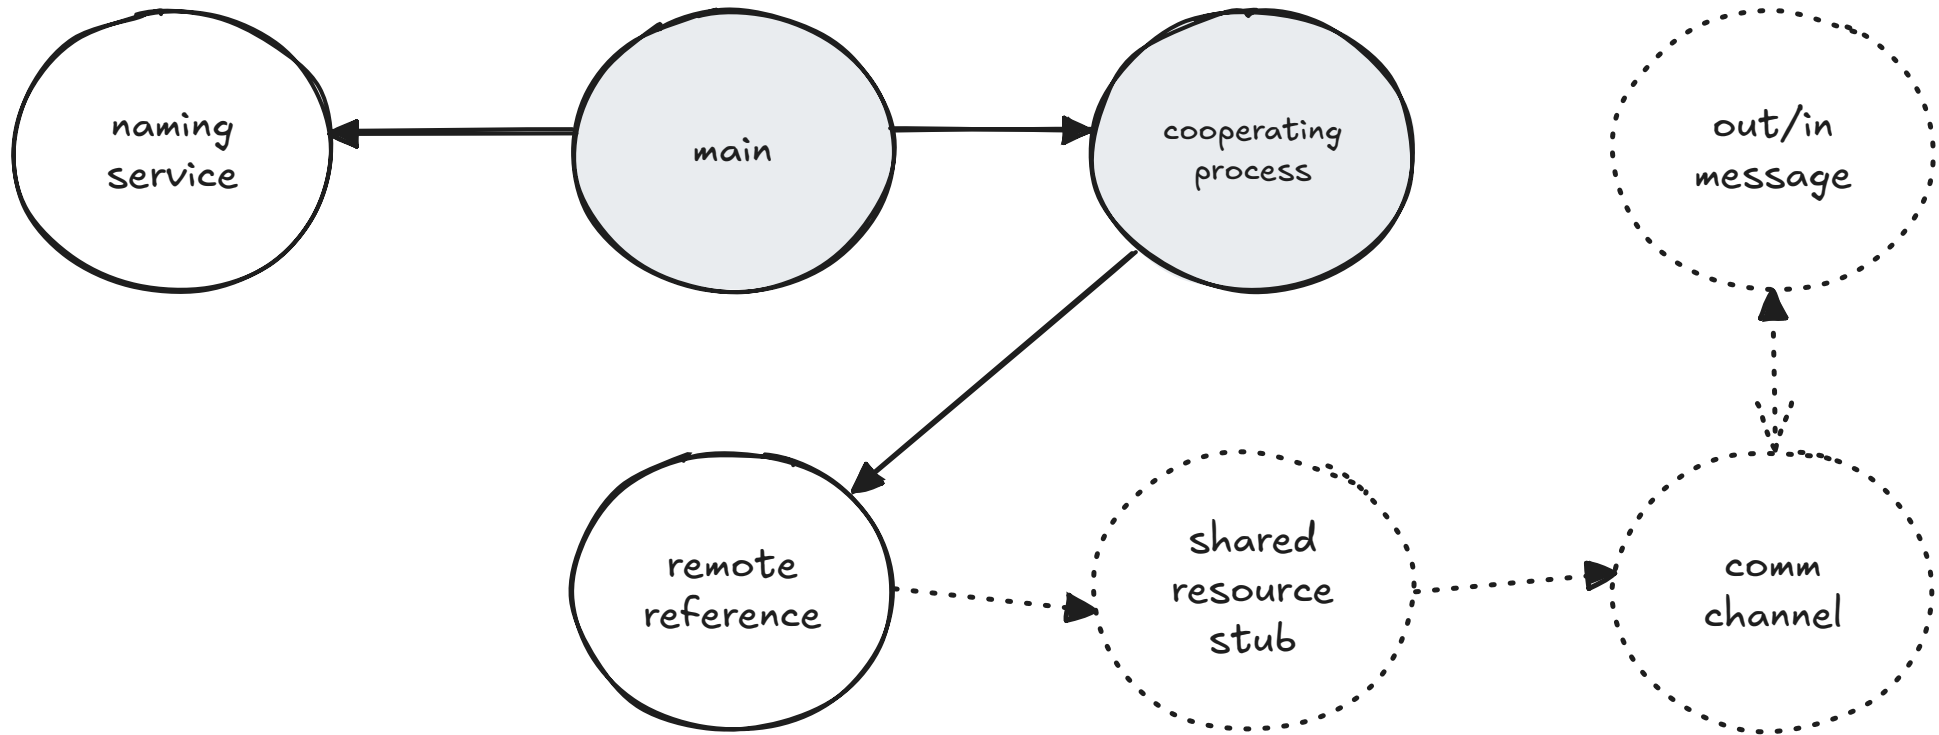 naming
service
main
cooperating
process
out/in
message
remote
reference
shared
resource
stub
comm
channel